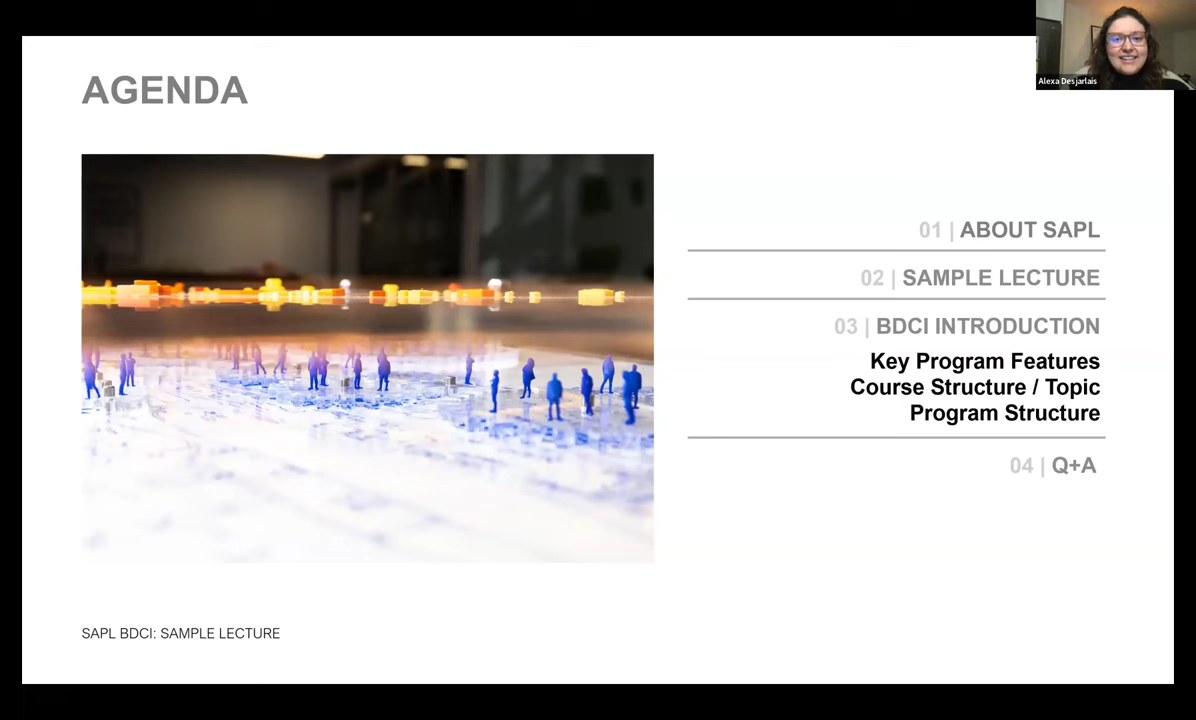 AGENDA
Alexa Desjarlais
01 | ABOUT SAPL
02 | SAMPLE LECTURE
03 | BDCI INTRODUCTION
Key Program Features
Course Structure / Topic
Program Structure
04 | Q+A
SAPL BDCI: SAMPLE LECTURE